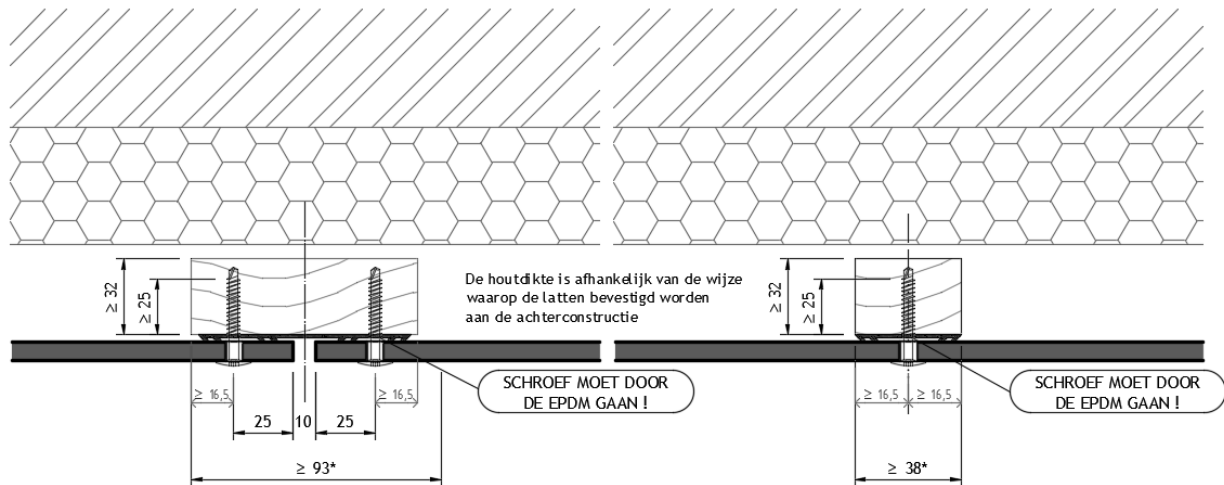 De houtdikte is afhankelijk van de wijze
waarop de latten bevestigd worden
aan de achterconstructie
≥ 32
≥ 25
≥ 32
≥ 25
SCHROEF MOET DOOR
DE EPDM GAAN !
SCHROEF MOET DOOR
DE EPDM GAAN !
≥ 16,5
≥ 16,5
≥ 16,5
≥ 16,5
25
10
25
≥ 93*
≥ 38*